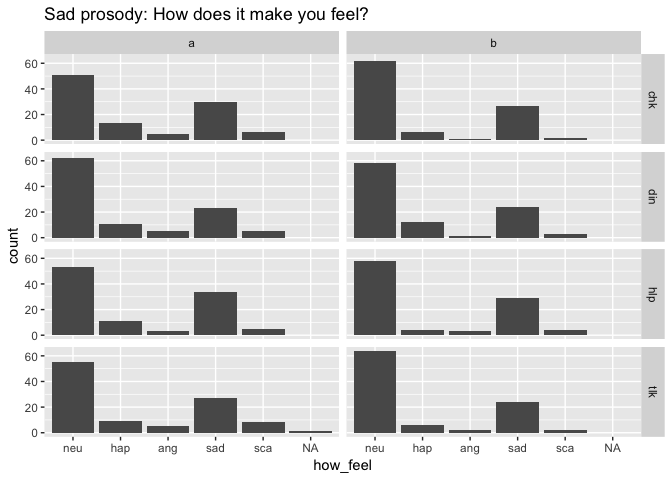 Sad prosody: How does it make you feel?
a b
60
40
20
0
chk
60
40
20
0
din
60
40
20
0
hlp
60
40
20
0
tlk
count
neu hap ang sad sca NA neu hap ang sad sca NA
how_feel